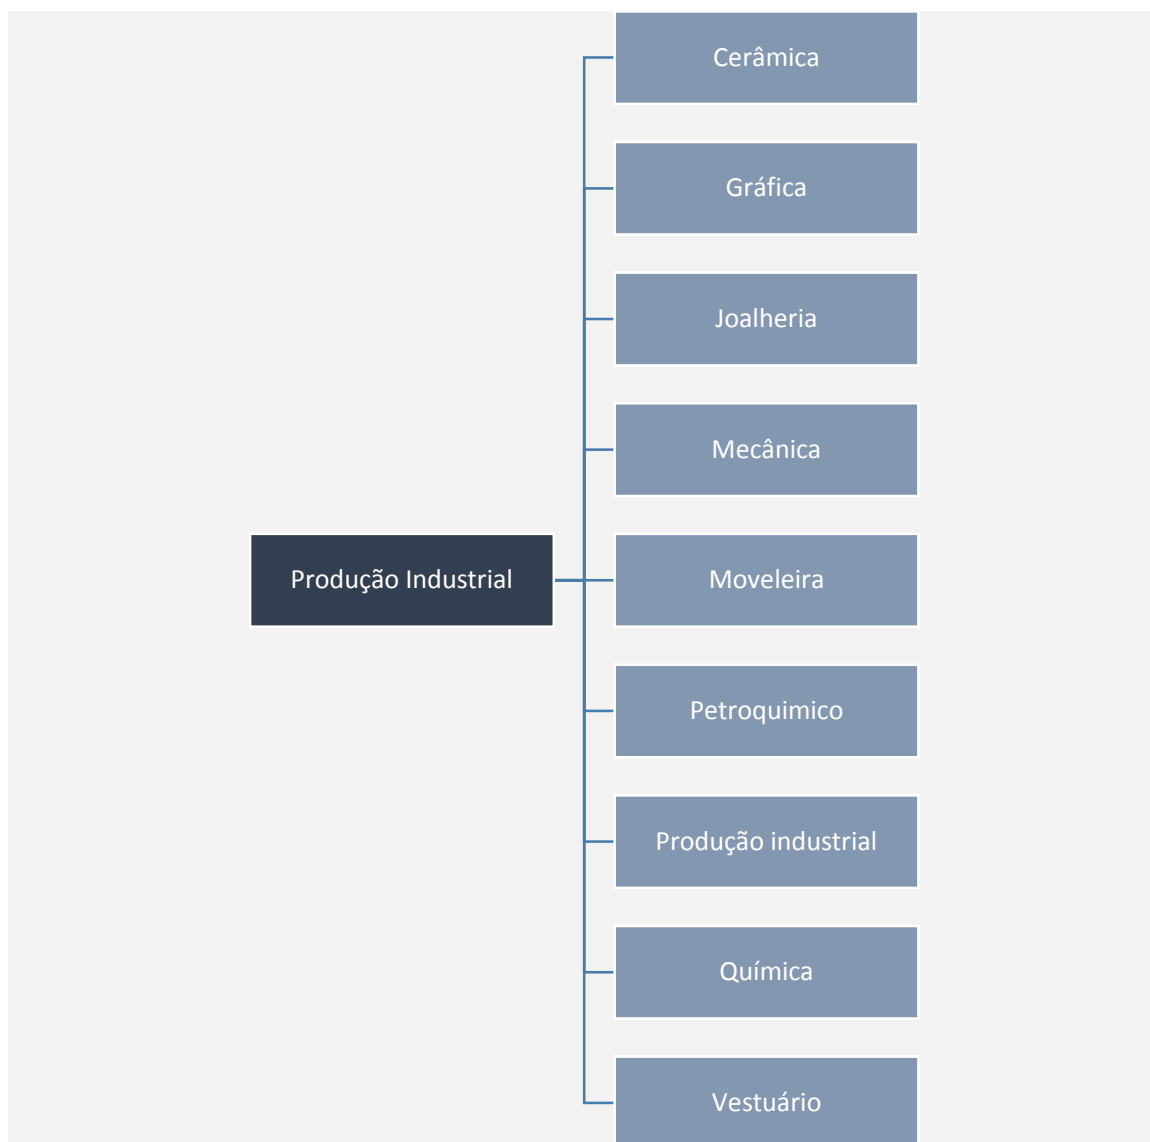 Cerâmica
Gráfica
Joalheria
Mecânica
Produção Industrial
Moveleira
Petroquimico
Produção industrial
Química
Vestuário